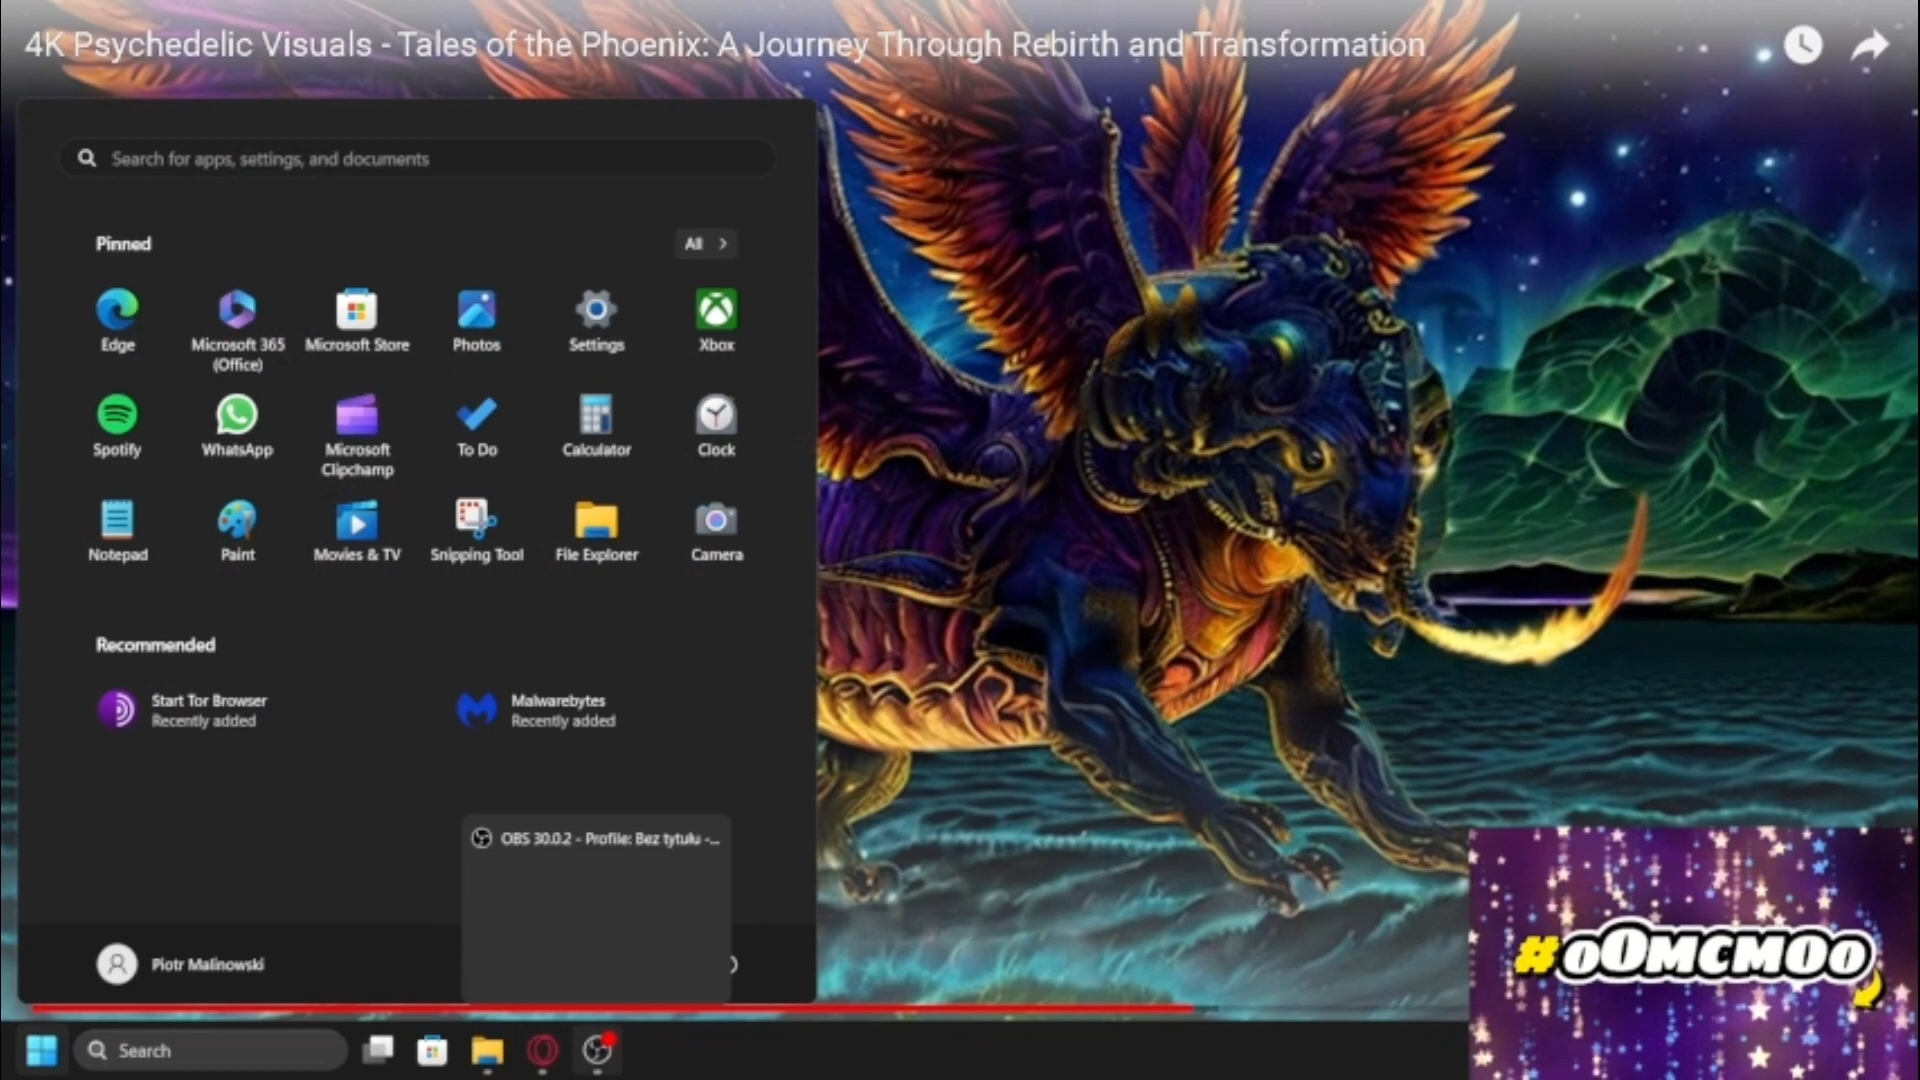 4K Psychedelic Visuals - Tales of the Phoenix: A Journey Through Rebirth and Transformation
Search for apps, settings, and documents
Pinned
All
Edge
Microsoft 365 (Office)
Microsoft Store
Photos
Settings
Xbox
Spotify
WhatsApp
Microsoft Clipchamp
To Do
Calculator
Clock
Notepad
Paint
Movies & TV
Snipping Tool
File Explorer
Camera
Recommended
Start Tor Browser
Recently added
Malwarebytes
Recently added
OBS 30.0.2 - Profile: Bez tytułu -...
Piotr Malinowski
#oOMCMOo
Search